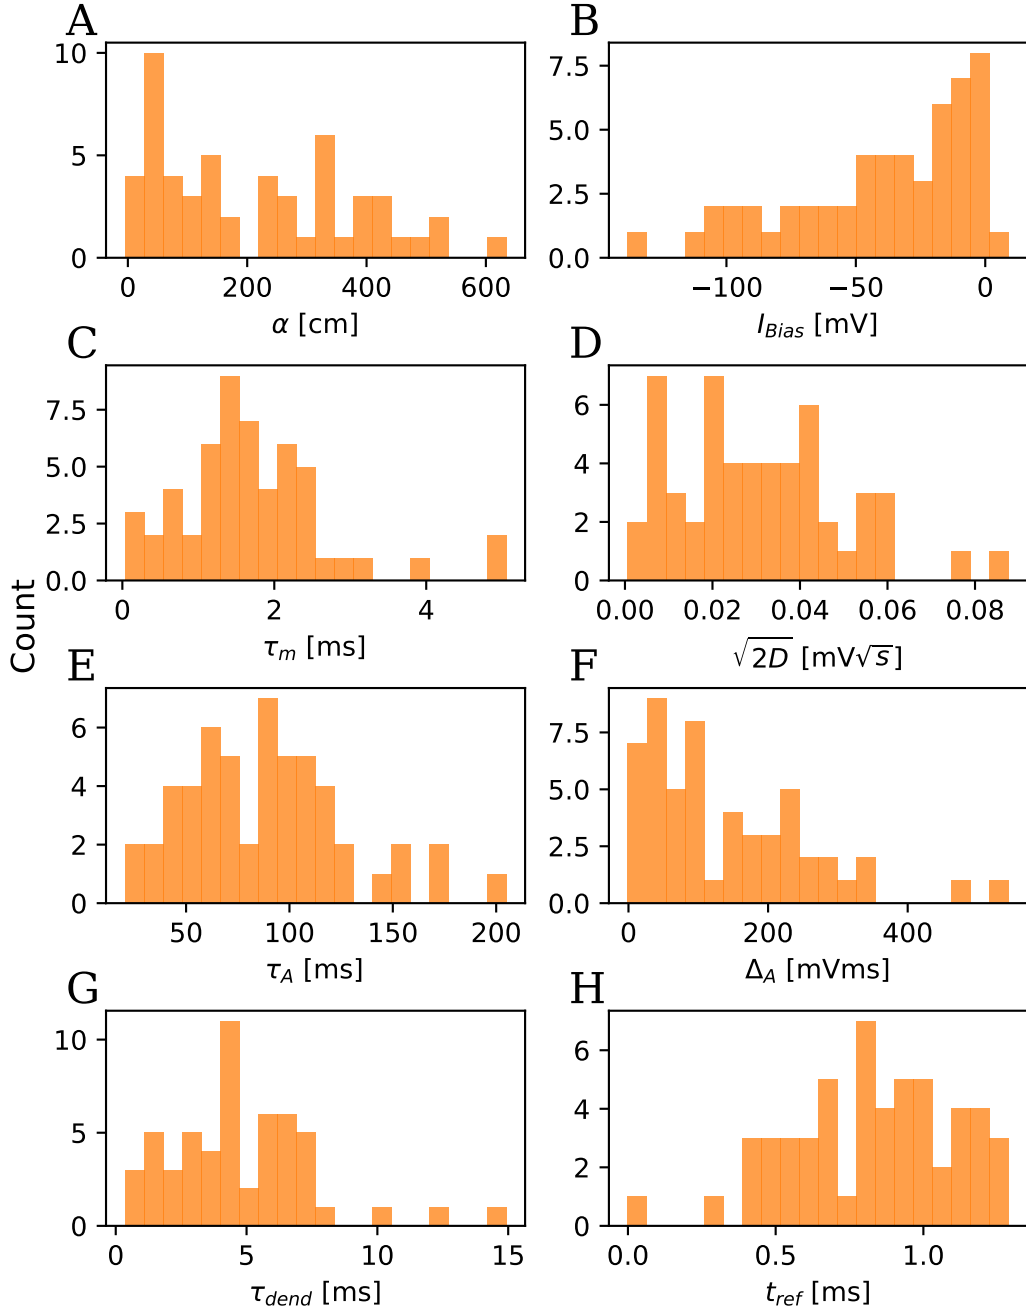 A
B
10
5
0
0 200 400 600
α [cm]
7.5
5.0
2.5
0.0
−100 −50 0
I_Bias [mV]
C
D
7.5
5.0
2.5
0.0
0 2 4
τ_m [ms]
6
4
2
0
0.00 0.02 0.04 0.06 0.08
√2D [mV√s]
Count
E
F
6
4
2
0
50 100 150 200
τ_A [ms]
7.5
5.0
2.5
0.0
0 200 400
Δ_A [mVms]
G
H
10
5
0
0 5 10 15
τ_dend [ms]
6
4
2
0
0.0 0.5 1.0
t_ref [ms]